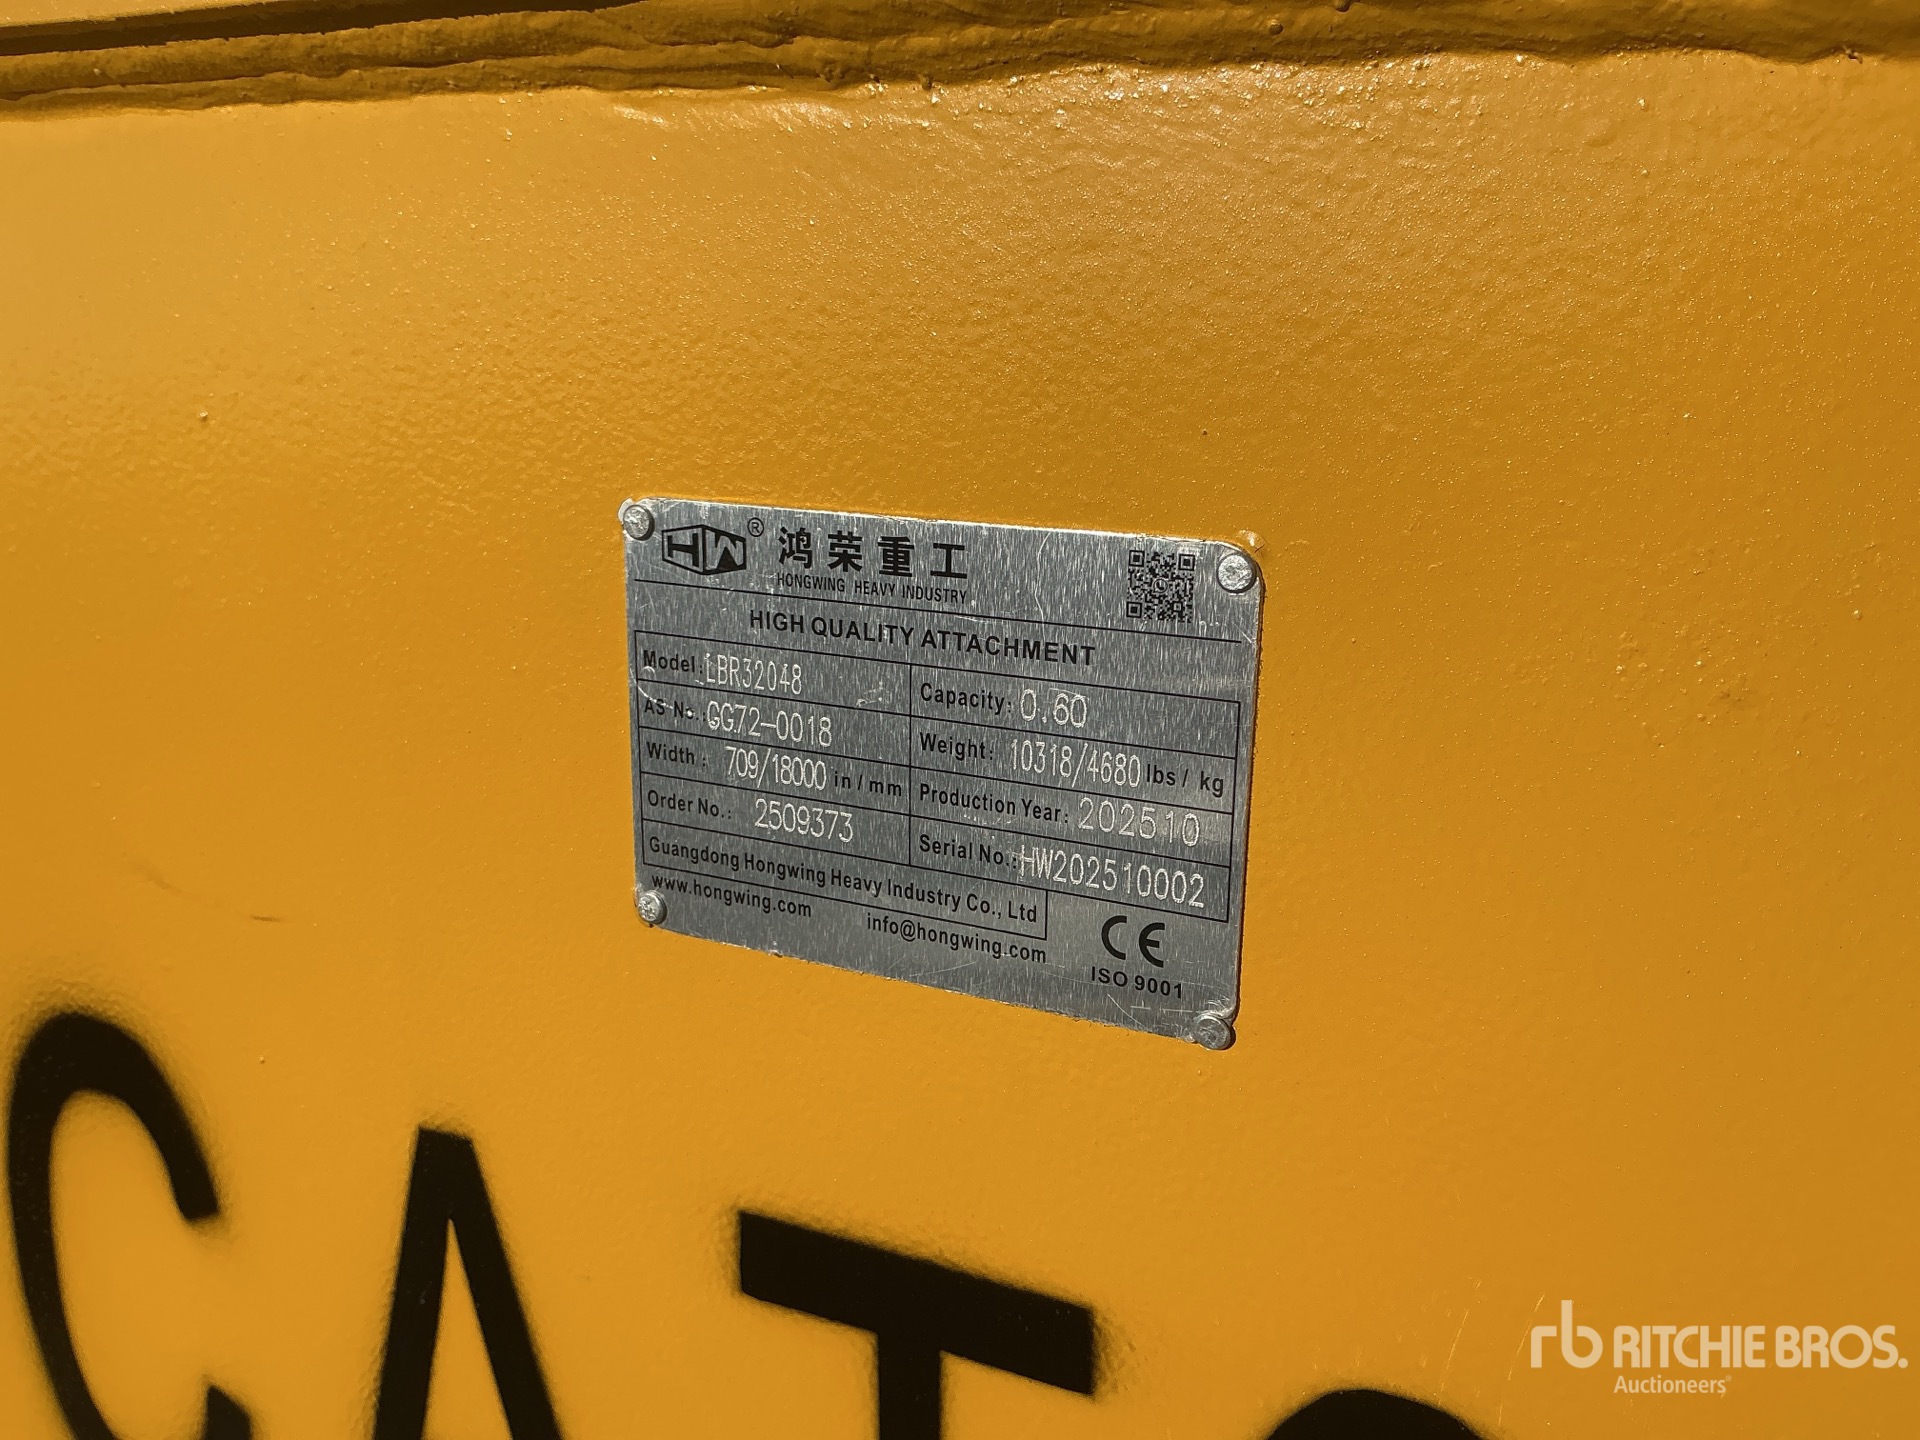 HW® 鸿荣重工
HONGWING HEAVY INDUSTRY
HIGH QUALITY ATTACHMENT
Model: LBR32048
Capacity: 0.60
AS No.: GG72-0018
Weight: 10318/4680 lbs / kg
Width: 709/18000 in / mm
Production Year: 202510
Order No.: 2509373
Serial No.: HW202510002
Guangdong Hongwing Heavy Industry Co., Ltd
www.hongwing.com
info@hongwing.com
CE
ISO 9001
CAT
rb RITCHIE BROS.
Auctioneers